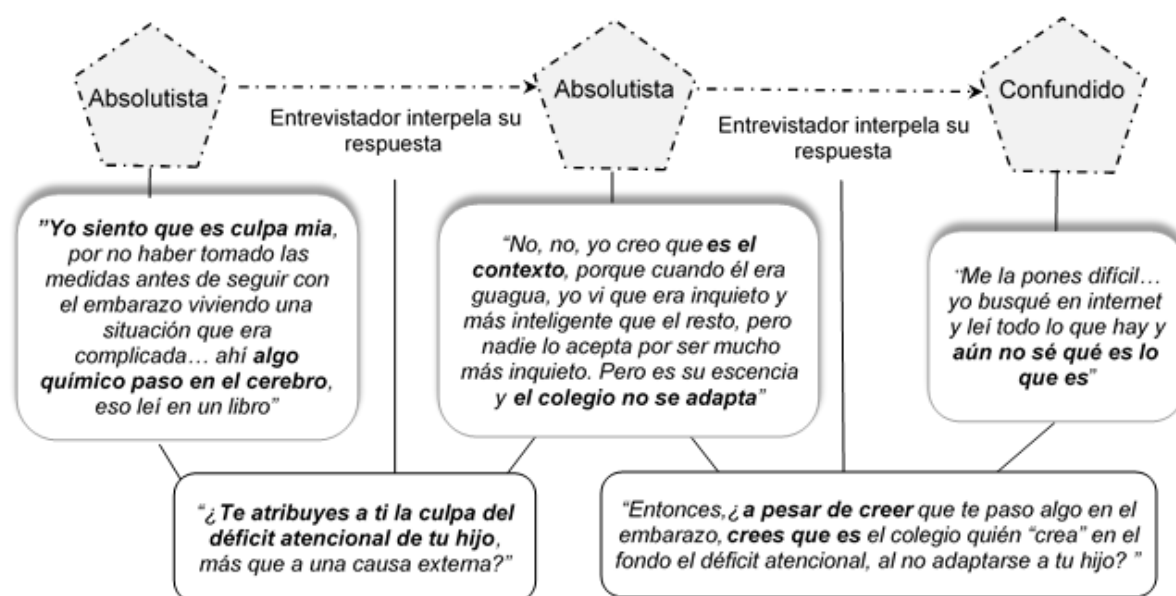 Absolutista
Absolutista
Confundido
Entrevistador interpela su
respuesta
Entrevistador interpela su
respuesta
”Yo siento que es culpa mia,
por no haber tomado las
medidas antes de seguir con
el embarazo viviendo una
situación que era
complicada… ahí algo
químico paso en el cerebro,
eso leí en un libro”
“No, no, yo creo que es el
contexto, porque cuando él era
guagua, yo vi que era inquieto y
más inteligente que el resto, pero
nadie lo acepta por ser mucho
más inquieto. Pero es su escencia
y el colegio no se adapta”
“Me la pones difícil…
yo busqué en internet
y leí todo lo que hay y
aún no sé qué es lo
que es”
“¿Te atribuyes a ti la culpa del
déficit atencional de tu hijo,
más que a una causa externa?”
“Entonces,¿a pesar de creer que te paso algo en el
embarazo, crees que es el colegio quién “crea” en el
fondo el déficit atencional, al no adaptarse a tu hijo? ”